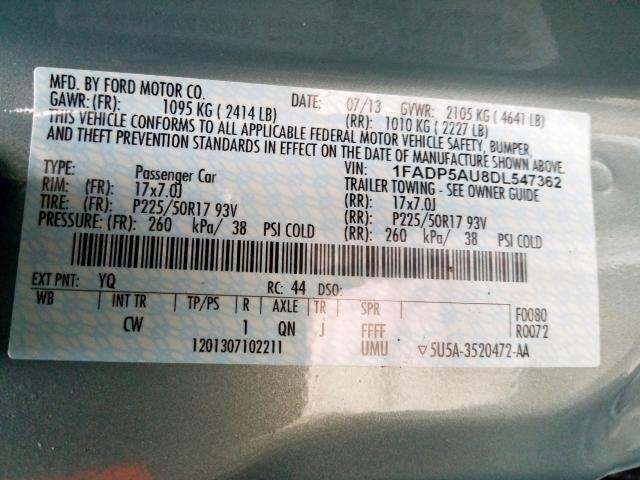 MFD. BY FORD MOTOR CO.
DATE: 07/13 GVWR: 2105 KG ( 4641 LB)
GAWR: (FR): 1095 KG ( 2414 LB) (RR): 1010 KG ( 2227 LB)
THIS VEHICLE CONFORMS TO ALL APPLICABLE FEDERAL MOTOR VEHICLE SAFETY, BUMPER
AND THEFT PREVENTION STANDARDS IN EFFECT ON THE DATE OF MANUFACTURE SHOWN ABOVE.
VIN: 1FADP5AU8DL547362
TYPE: Passenger Car TRAILER TOWING - SEE OWNER GUIDE
RIM: (FR): 17x7.0J (RR): 17x7.0J
TIRE: (FR): P225/50R17 93V (RR): P225/50R17 93V
PRESSURE: (FR): 260 kPa/ 38 PSI COLD (RR): 260 kPa/ 38 PSI COLD
EXT PNT: YQ RC: 44 DSO:
WB INT TR TP/PS R AXLE TR SPR F0080
CW 1 QN J FFFF R0072
1201307102211 UMU ▽5U5A-3520472-AA